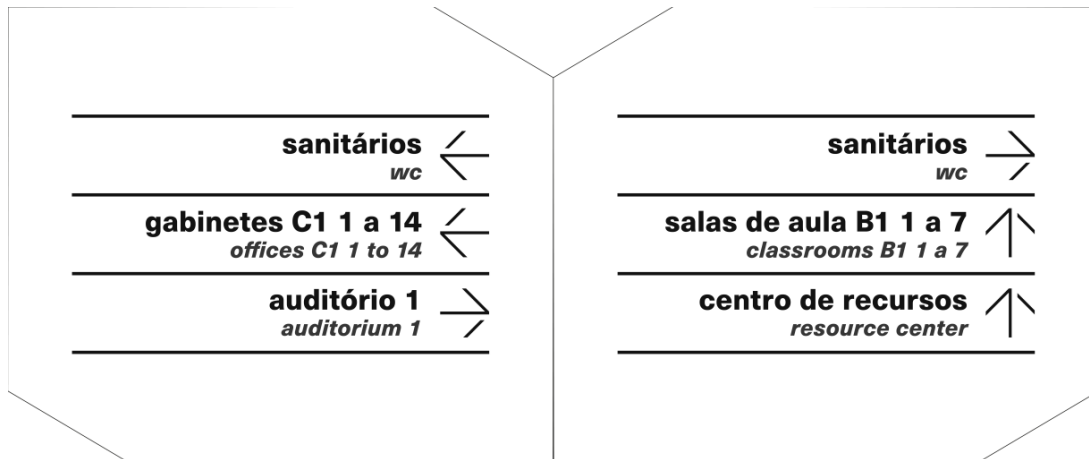 sanitários
wc
gabinetes C1 1 a 14
offices C1 1 to 14
auditório 1
auditorium 1
sanitários
wc
salas de aula B1 1 a 7
classrooms B1 1 a 7
centro de recursos
resource center